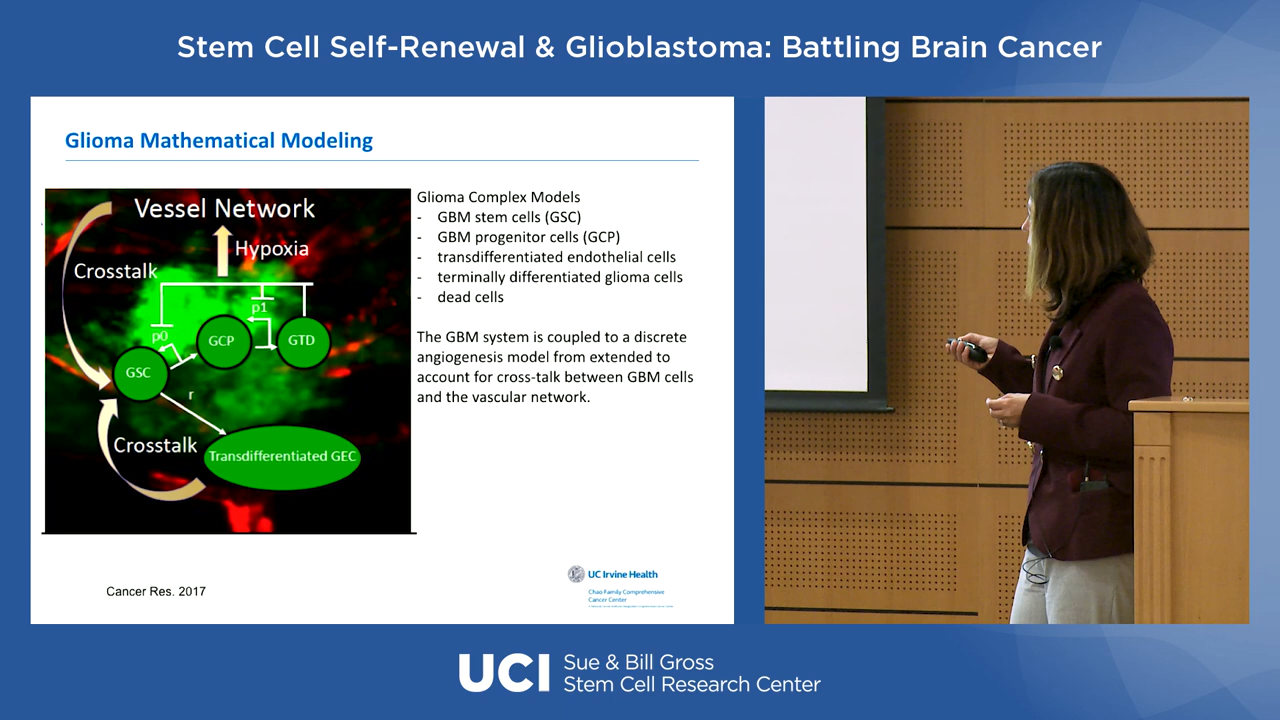 Stem Cell Self-Renewal & Glioblastoma: Battling Brain Cancer
Glioma Mathematical Modeling
Vessel Network
Hypoxia
Crosstalk
p1
p0
GCP
GTD
GSC
r
Crosstalk
Transdifferentiated GEC
Glioma Complex Models
- GBM stem cells (GSC)
- GBM progenitor cells (GCP)
- transdifferentiated endothelial cells
- terminally differentiated glioma cells
- dead cells
The GBM system is coupled to a discrete
angiogenesis model from extended to
account for cross-talk between GBM cells
and the vascular network.
Cancer Res. 2017
UC Irvine Health
Chao Family Comprehensive
Cancer Center
UCI Sue & Bill Gross
Stem Cell Research Center